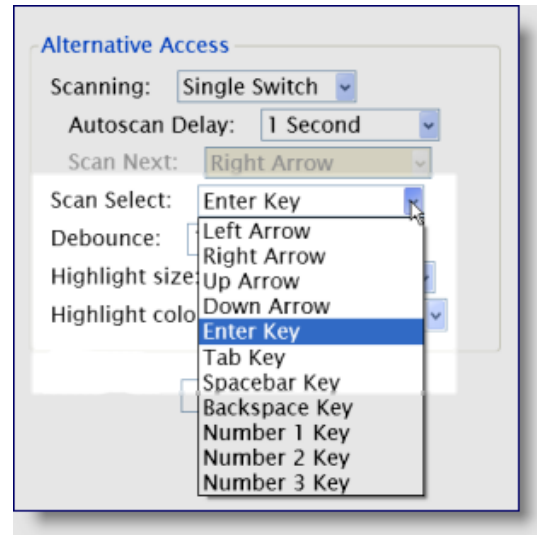 Alternative Access
Scanning: Single Switch
Autoscan Delay: 1 Second
Scan Next: Right Arrow
Scan Select: Enter Key
Debounce:
Highlight size:
Highlight colo
Left Arrow
Right Arrow
Up Arrow
Down Arrow
Enter Key
Tab Key
Spacebar Key
Backspace Key
Number 1 Key
Number 2 Key
Number 3 Key